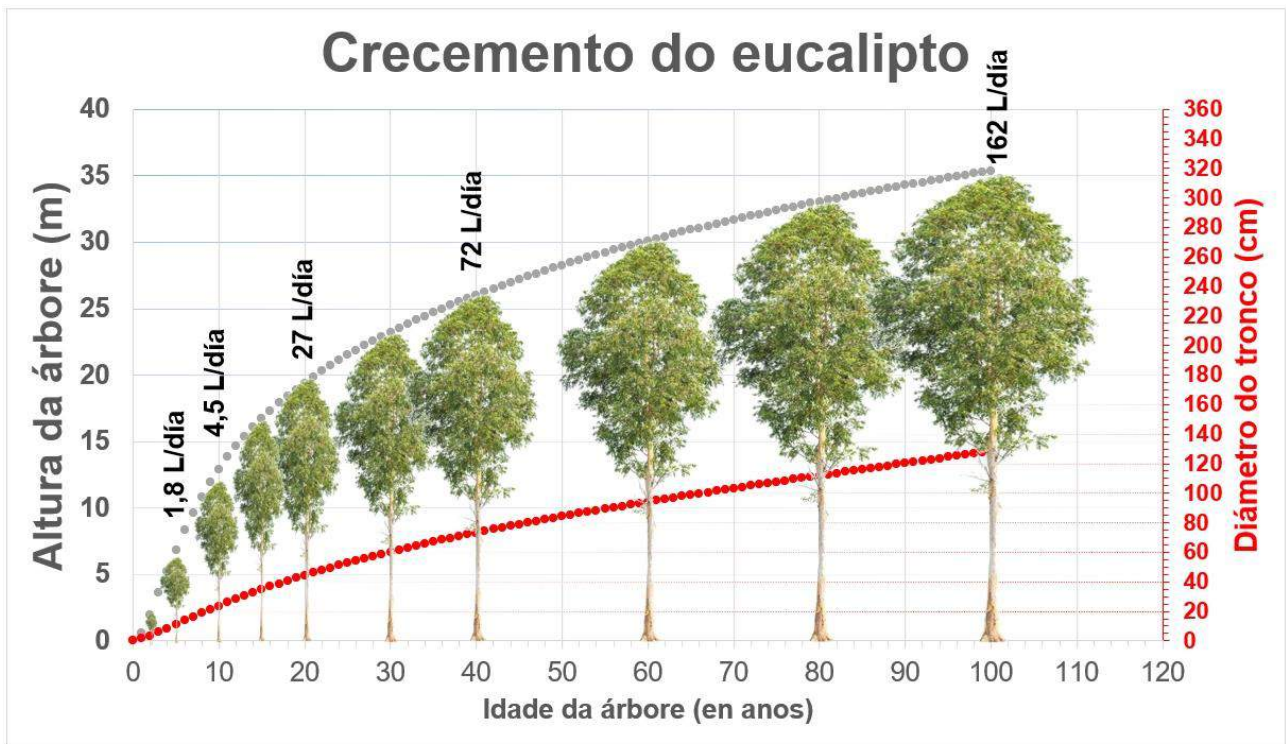 Crecemento do eucalipto
Altura da árbore (m)
40
35
30
25
20
15
10
5
0
1,8 L/día
4,5 L/día
27 L/día
72 L/día
162 L/día
360
340
320
300
280
260
240
220
200
180
160
140
120
100
80
60
40
20
0
Diámetro do tronco (cm)
0 10 20 30 40 50 60 70 80 90 100 110 120
Idade da árbore (en anos)